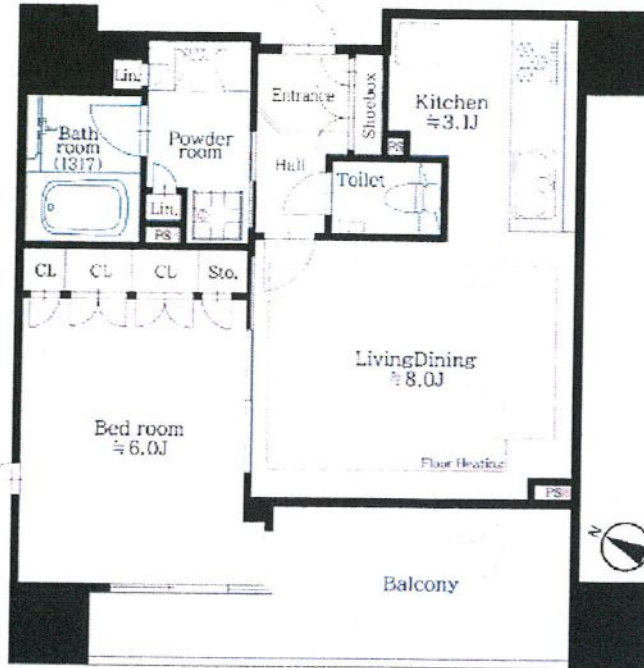 Lin.
Entrance
Shoebox
Kitchen
≒3.1J
Bath
room
(1317)
Powder
room
Hall
PS
Toilet
Lin.
PS
CL
CL
CL
Sto.
LivingDining
≒8.0J
Bed room
≒6.0J
Floor Heating
PS
N
Balcony